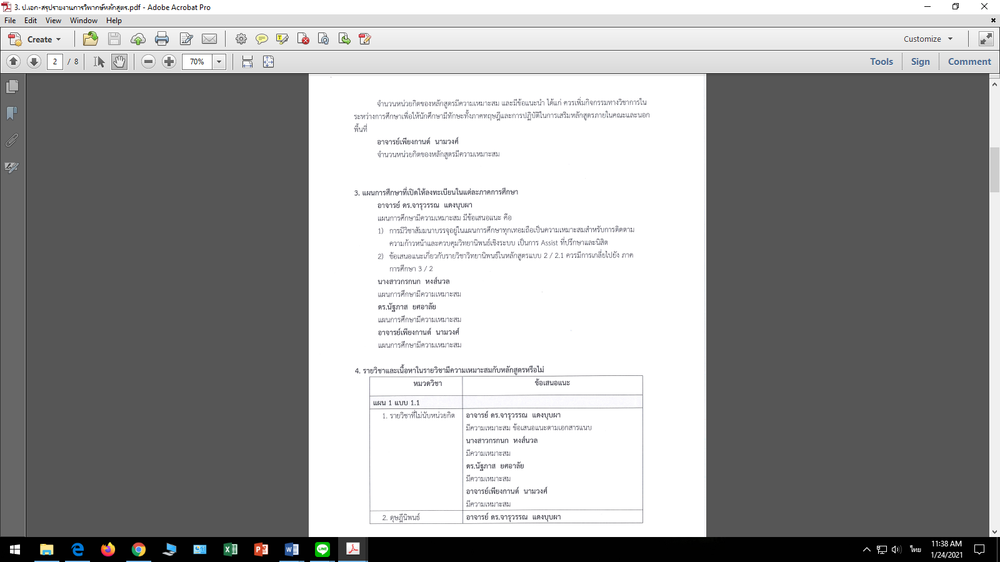 3. ป.เอก-สรุปรายงานการวิพากษ์หลักสูตร.pdf - Adobe Acrobat Pro
File Edit View Window Help
Create Customize
2 / 8 70% Tools Sign Comment
จำนวนหน่วยกิตของหลักสูตรมีความเหมาะสม และมีข้อแนะนำ ได้แก่ ควรเพิ่มกิจกรรมทางวิชาการใน
ระหว่างการศึกษาเพื่อให้นักศึกษามีทักษะทั้งภาคทฤษฎีและการปฏิบัติในการเสริมหลักสูตรภายในคณะและนอก
พื้นที่
อาจารย์เพียงกานต์ นามวงศ์
จำนวนหน่วยกิตของหลักสูตรมีความเหมาะสม
3. แผนการศึกษาที่เปิดให้ลงทะเบียนในแต่ละภาคการศึกษา
อาจารย์ ดร.จารุวรรณ แดงบุบผา
แผนการศึกษามีความเหมาะสม มีข้อเสนอแนะ คือ
1) การมีวิชาสัมมนาบรรจุอยู่ในแผนการศึกษาทุกเทอมถือเป็นความเหมาะสมสำหรับการติดตาม
ความก้าวหน้าและควบคุมวิทยานิพนธ์เชิงระบบ เป็นการ Assist ที่ปรึกษาและนิสิต
2) ข้อเสนอแนะเกี่ยวกับรายวิชาวิทยานิพนธ์ในหลักสูตรแบบ 2 / 2.1 ควรมีการเกลี่ยไปยัง ภาค
การศึกษา 3 / 2
นางสาวกรกนก หงส์นวล
แผนการศึกษามีความเหมาะสม
ดร.นัฐภาส ยศอาลัย
แผนการศึกษามีความเหมาะสม
อาจารย์เพียงกานต์ นามวงศ์
แผนการศึกษามีความเหมาะสม
4. รายวิชาและเนื้อหาในรายวิชามีความเหมาะสมกับหลักสูตรหรือไม่
หมวดวิชา ข้อเสนอแนะ
แผน 1 แบบ 1.1
1. รายวิชาที่ไม่นับหน่วยกิต อาจารย์ ดร.จารุวรรณ แดงบุบผา
มีความเหมาะสม ข้อเสนอแนะตามเอกสารแนบ
นางสาวกรกนก หงส์นวล
มีความเหมาะสม
ดร.นัฐภาส ยศอาลัย
มีความเหมาะสม
อาจารย์เพียงกานต์ นามวงศ์
มีความเหมาะสม
2. ดุษฎีนิพนธ์ อาจารย์ ดร.จารุวรรณ แดงบุบผา
ไทย 11:38 AM
1/24/2021